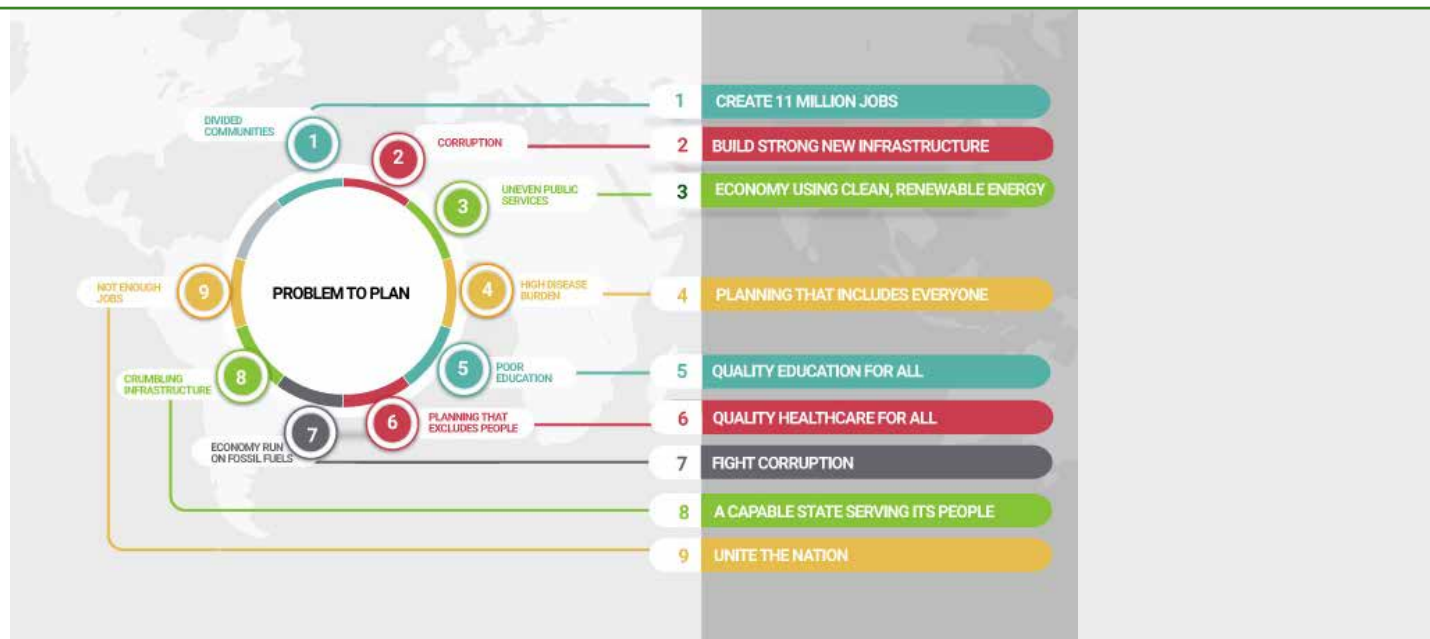 PROBLEM TO PLAN
1
DIVIDED
COMMUNITIES
2
CORRUPTION
3
UNEVEN PUBLIC
SERVICES
4
HIGH DISEASE
BURDEN
5
POOR
EDUCATION
6
PLANNING THAT
EXCLUDES PEOPLE
7
ECONOMY RUN
ON FOSSIL FUELS
8
CRUMBLING
INFRASTRUCTURE
9
NOT ENOUGH
JOBS
1 CREATE 11 MILLION JOBS
2 BUILD STRONG NEW INFRASTRUCTURE
3 ECONOMY USING CLEAN, RENEWABLE ENERGY
4 PLANNING THAT INCLUDES EVERYONE
5 QUALITY EDUCATION FOR ALL
6 QUALITY HEALTHCARE FOR ALL
7 FIGHT CORRUPTION
8 A CAPABLE STATE SERVING ITS PEOPLE
9 UNITE THE NATION